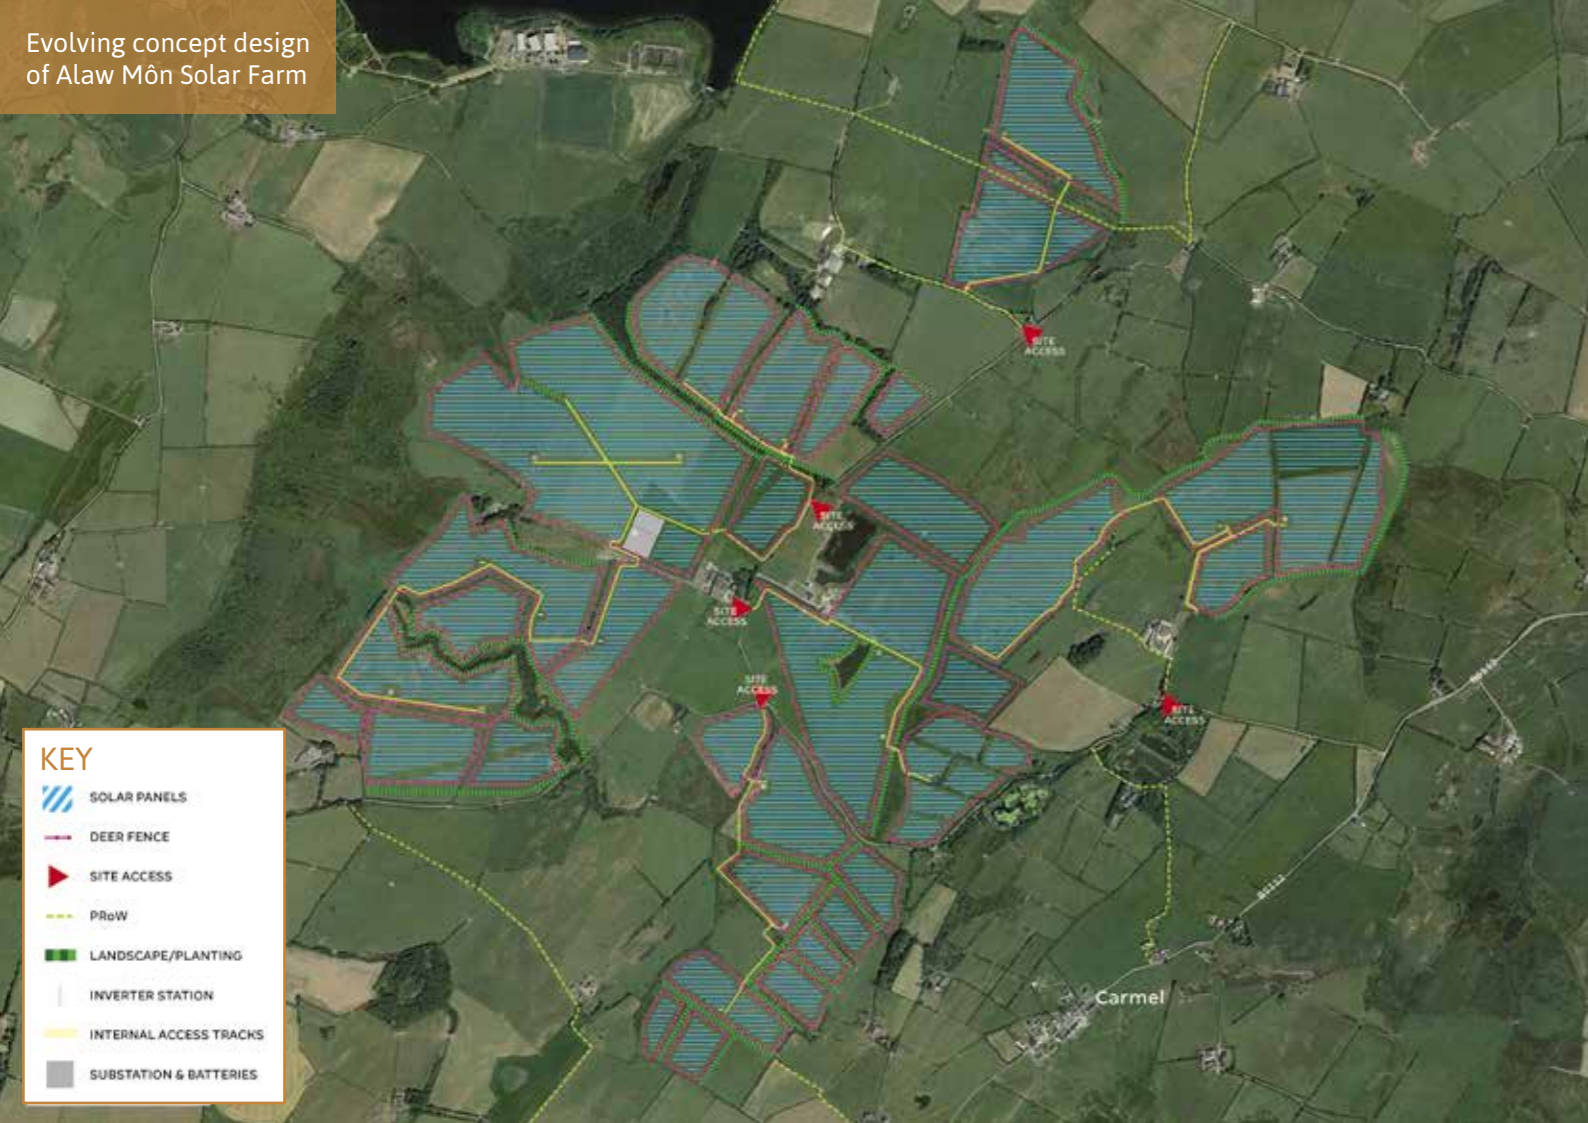 Evolving concept design
of Alaw Môn Solar Farm
SITE
ACCESS
SITE
ACCESS
SITE
ACCESS
SITE
ACCESS
SITE
ACCESS
Carmel
KEY
SOLAR PANELS
DEER FENCE
SITE ACCESS
PRoW
LANDSCAPE/PLANTING
INVERTER STATION
INTERNAL ACCESS TRACKS
SUBSTATION & BATTERIES